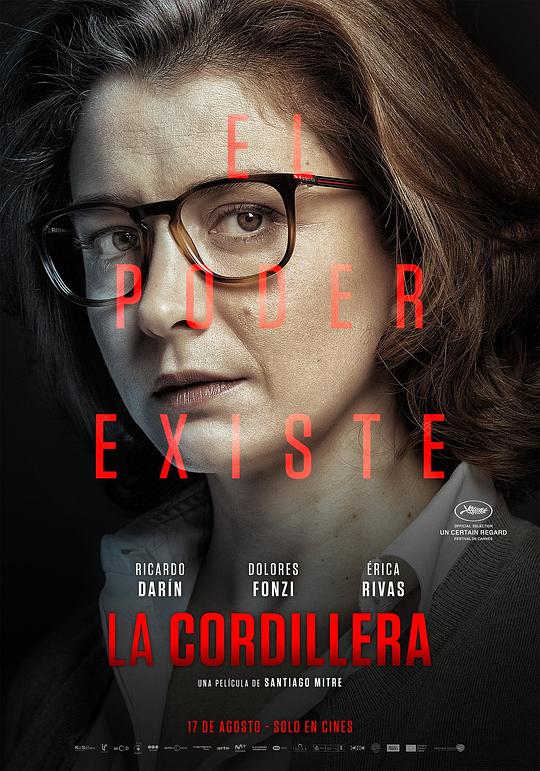 EL
PODER
EXISTE
OFFICIAL SELECTION
UN CERTAIN REGARD
FESTIVAL DE CANNES
RICARDO DARÍN
DOLORES FONZI
ÉRICA RIVAS
LA CORDILLERA
UNA PELÍCULA DE SANTIAGO MITRE
17 DE AGOSTO - SOLO EN CINES